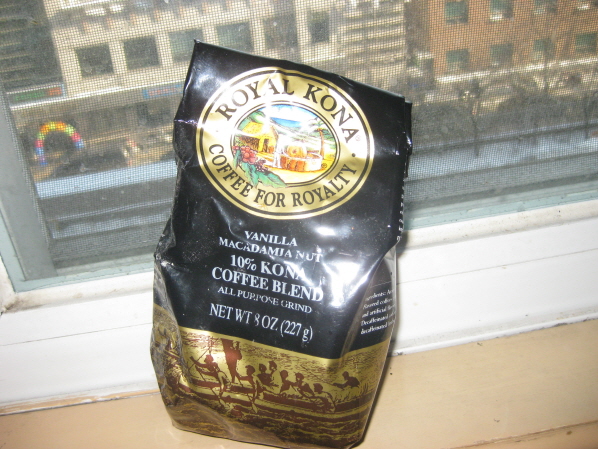 ROYAL KONA
COFFEE FOR ROYALTY
VANILLA
MACADAMIA NUT
10% KONA
COFFEE BLEND
ALL PURPOSE GRIND
NET WT 8 OZ (227 g)